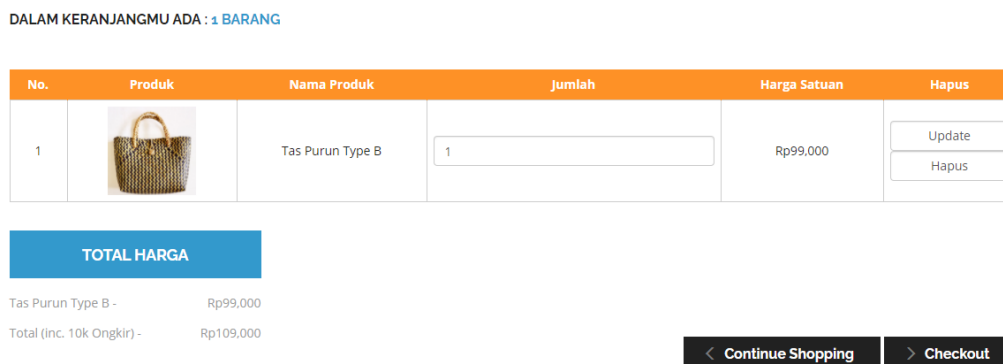 DALAM KERANJANGMU ADA : 1 BARANG
No. Produk Nama Produk Jumlah Harga Satuan Hapus
1 Tas Purun Type B 1 Rp99,000 Update
Hapus
TOTAL HARGA
Tas Purun Type B - Rp99,000
Total (inc. 10k Ongkir) - Rp109,000
< Continue Shopping > Checkout